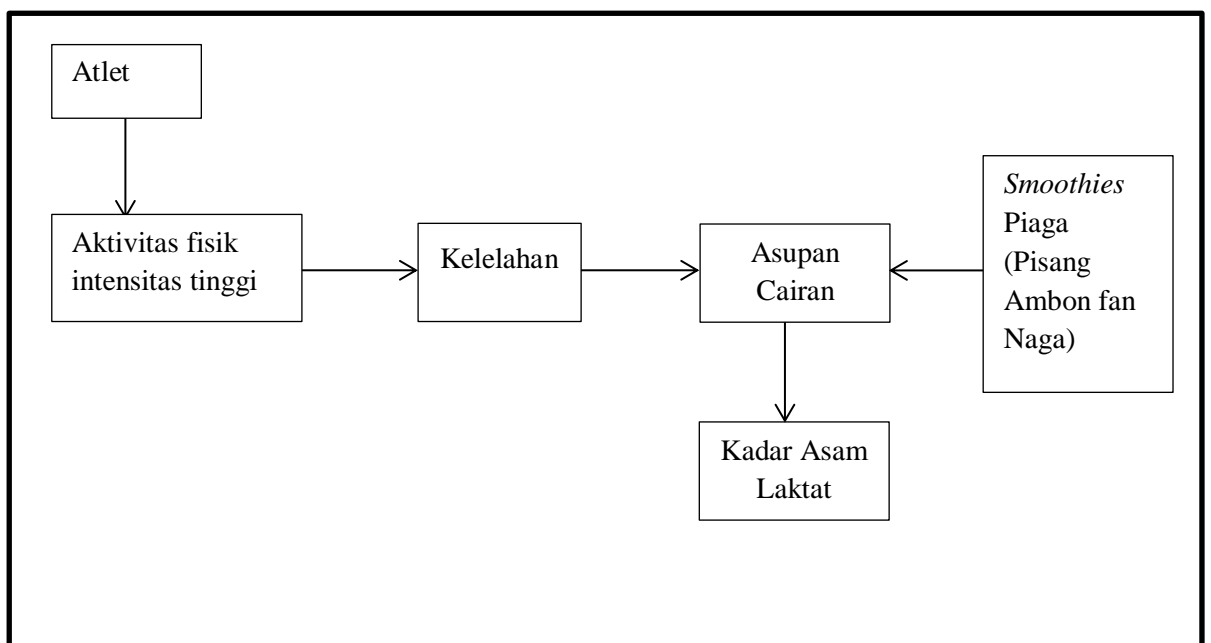 Atlet
Aktivitas fisik
intensitas tinggi
Kelelahan
Asupan
Cairan
Smoothies
Piaga
(Pisang
Ambon fan
Naga)
Kadar Asam
Laktat